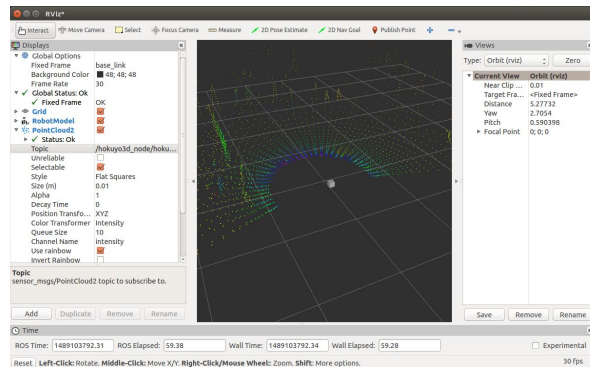 RViz*
Interact Move Camera Select Focus Camera Measure 2D Pose Estimate 2D Nav Goal Publish Point
Displays
Global Options
Fixed Frame base_link
Background Color 48; 48; 48
Frame Rate 30
Global Status: Ok
Fixed Frame OK
Grid
RobotModel
PointCloud2
Status: Ok
Topic /hokuyo3d_node/hoku...
Unreliable
Selectable
Style Flat Squares
Size (m) 0.01
Alpha 1
Decay Time 0
Position Transfo... XYZ
Color Transformer Intensity
Queue Size 10
Channel Name intensity
Use rainbow
Invert Rainbow
Topic
sensor_msgs/PointCloud2 topic to subscribe to.
Add Duplicate Remove Rename
Views
Type: Orbit (rviz) Zero
Current View Orbit (rviz)
Near Clip ... 0.01
Target Fra... <Fixed Frame>
Distance 5.27732
Yaw 2.7054
Pitch 0.590398
Focal Point 0; 0; 0
Save Remove Rename
Time
ROS Time: 1489103792.31 ROS Elapsed: 59.38 Wall Time: 1489103792.34 Wall Elapsed: 59.28 Experimental
Reset Left-Click: Rotate. Middle-Click: Move X/Y. Right-Click/Mouse Wheel: Zoom. Shift: More options. 30 fps